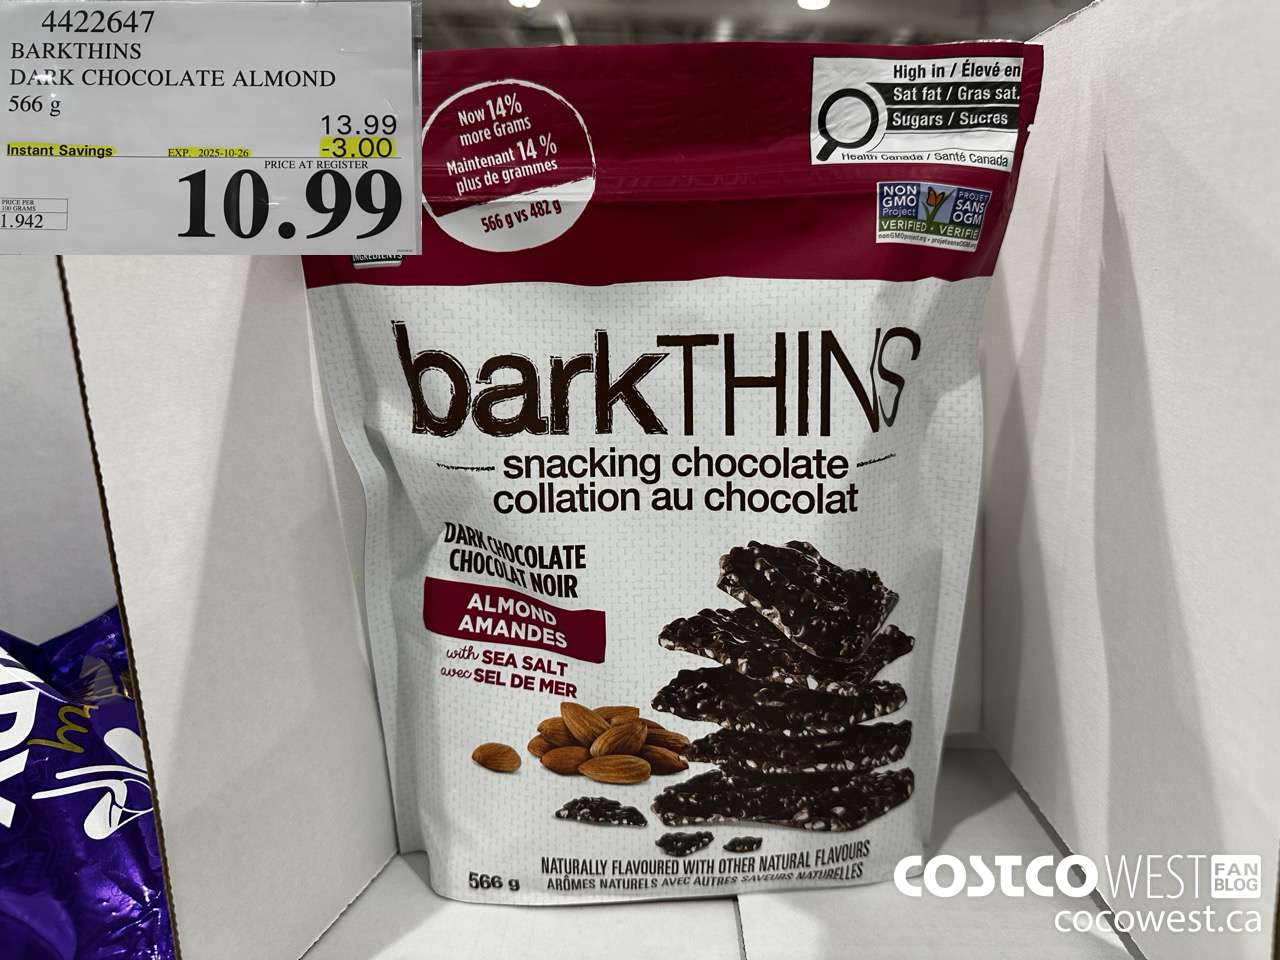 4422647
BARKTHINS
DARK CHOCOLATE ALMOND
566 g
13.99
Instant Savings EXP. 2025-10-26 -3.00
PRICE AT REGISTER
10.99
PRICE PER
100 GRAMS
1.942
Now 14%
more Grams
Maintenant 14 %
plus de grammes
566 g vs 482 g
High in / Élevé en
Sat fat / Gras sat.
Sugars / Sucres
Health Canada / Santé Canada
NON
GMO
Project
PROJET
SANS
OGM
VERIFIED • VÉRIFIÉ
INGREDIENTS
barkTHINS
snacking chocolate
collation au chocolat
DARK CHOCOLATE
CHOCOLAT NOIR
ALMOND
AMANDES
with SEA SALT
avec SEL DE MER
NATURALLY FLAVOURED WITH OTHER NATURAL FLAVOURS
ARÔMES NATURELS AVEC AUTRES SAVEURS NATURELLES
566 g
COSTCO WEST FAN BLOG
cocowest.ca